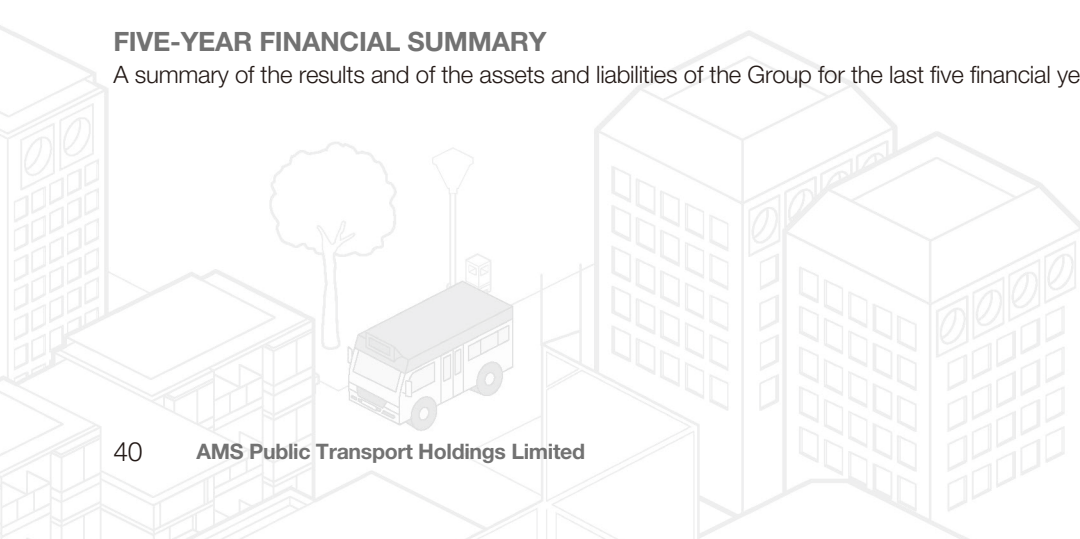 FIVE-YEAR FINANCIAL SUMMARY
A summary of the results and of the assets and liabilities of the Group for the last five financial ye
40 AMS Public Transport Holdings Limited